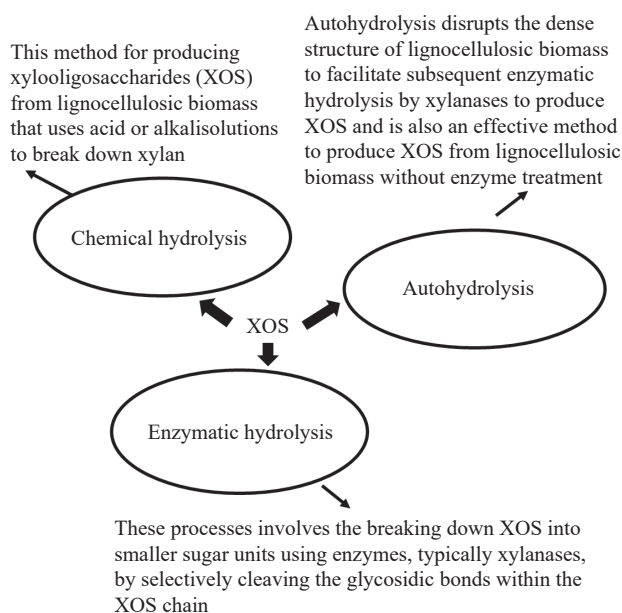 This method for producing
xylooligosaccharides (XOS)
from lignocellulosic biomass
that uses acid or alkalisolutions
to break down xylan
Autohydrolysis disrupts the dense
structure of lignocellulosic biomass
to facilitate subsequent enzymatic
hydrolysis by xylanases to produce
XOS and is also an effective method
to produce XOS from lignocellulosic
biomass without enzyme treatment
Chemical hydrolysis
Autohydrolysis
XOS
Enzymatic hydrolysis
These processes involves the breaking down XOS into
smaller sugar units using enzymes, typically xylanases,
by selectively cleaving the glycosidic bonds within the
XOS chain